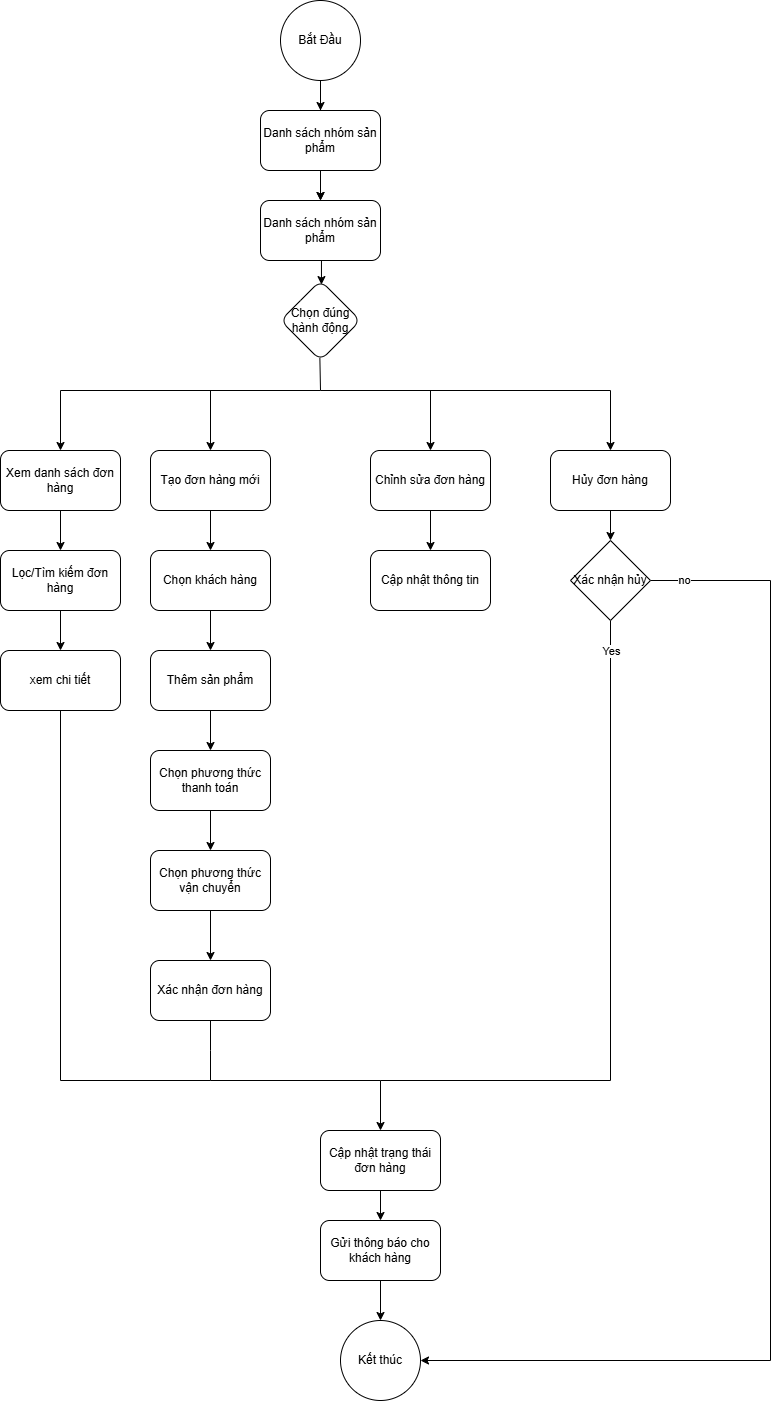 Bắt Đầu
Danh sách nhóm sản
phẩm
Danh sách nhóm sản
phẩm
Chọn đúng
hành động
Xem danh sách đơn
hàng
Tạo đơn hàng mới
Chỉnh sửa đơn hàng
Hủy đơn hàng
Lọc/Tìm kiếm đơn
hàng
Chọn khách hàng
Cập nhật thông tin
Xác nhận hủy
no
Yes
xem chi tiết
Thêm sản phẩm
Chọn phương thức
thanh toán
Chọn phương thức
vận chuyển
Xác nhận đơn hàng
Cập nhật trạng thái
đơn hàng
Gửi thông báo cho
khách hàng
Kết thúc